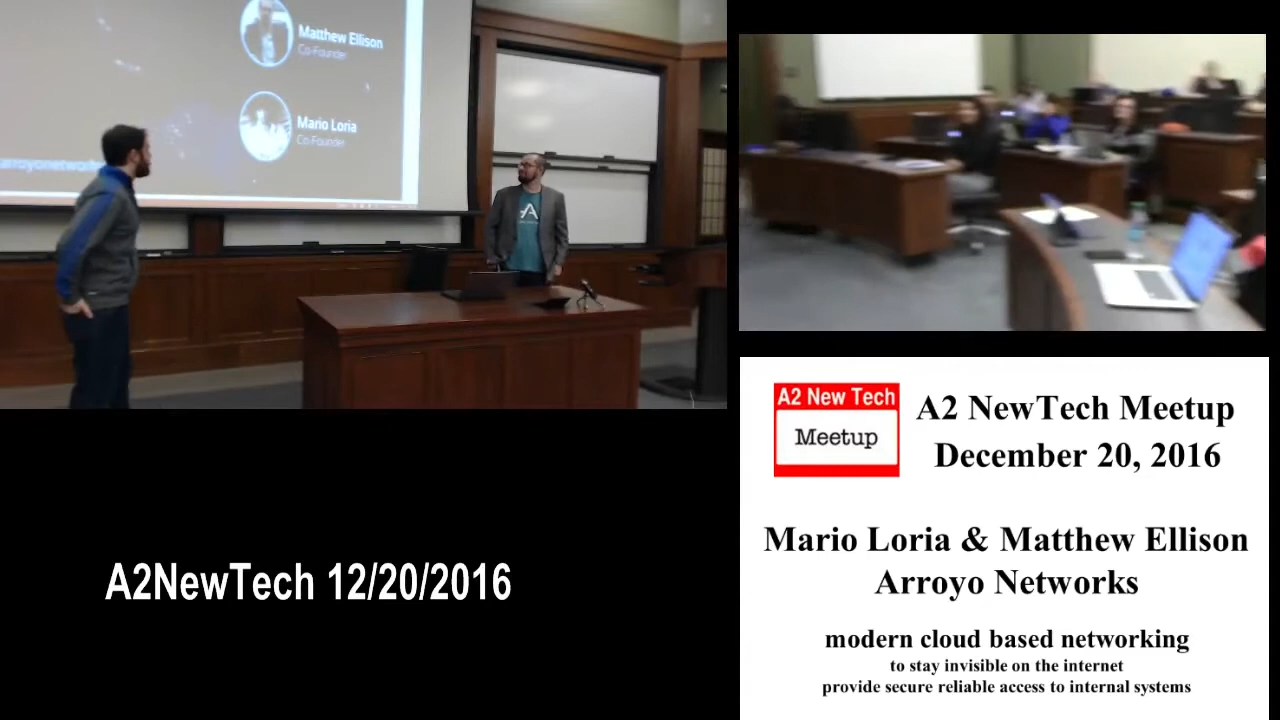 Matthew Ellison
Co-Founder
Mario Loria
Co Founder
arroyonetworks
A
A2 New Tech
Meetup
A2 NewTech Meetup
December 20, 2016
Mario Loria & Matthew Ellison
Arroyo Networks
modern cloud based networking
to stay invisible on the internet
provide secure reliable access to internal systems
A2NewTech 12/20/2016